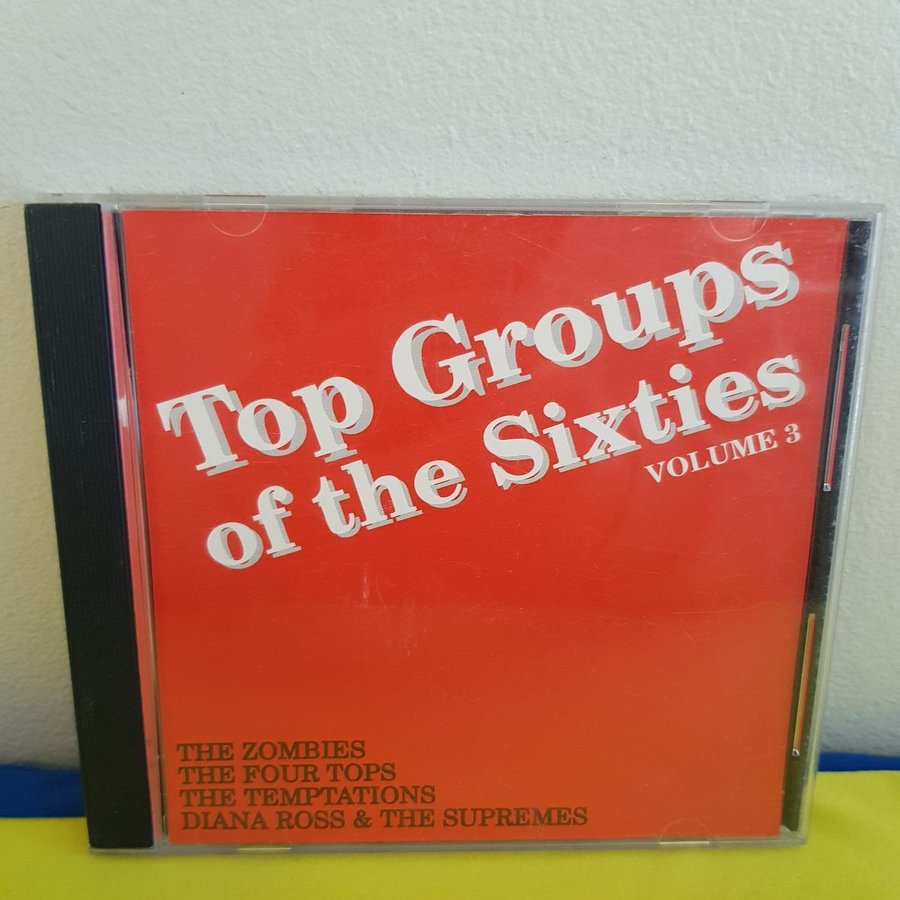 Top Groups
of the Sixties
VOLUME 3
THE ZOMBIES
THE FOUR TOPS
THE TEMPTATIONS
DIANA ROSS & THE SUPREMES